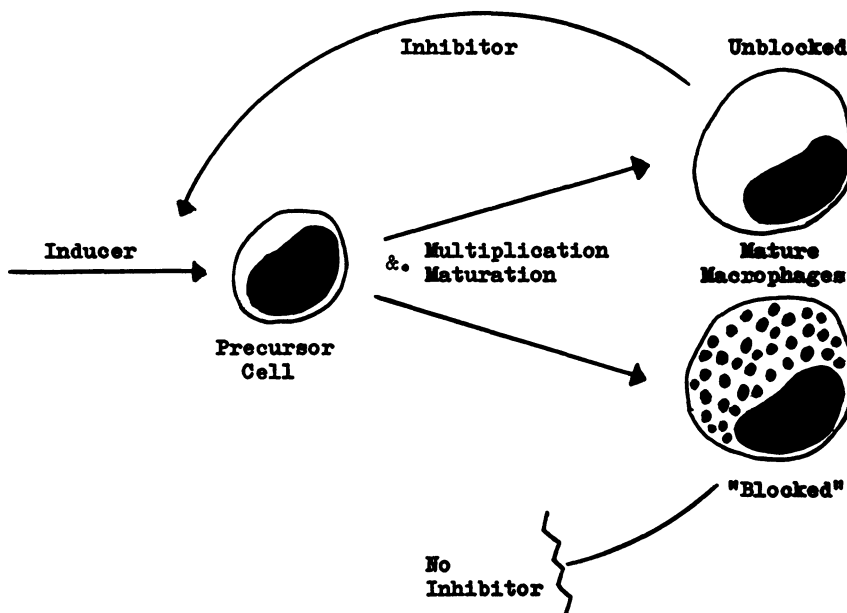 Inhibitor
Unblocked
Inducer
&. Multiplication
Maturation
Mature
Macrophages
Precursor
Cell
"Blocked"
No
Inhibitor